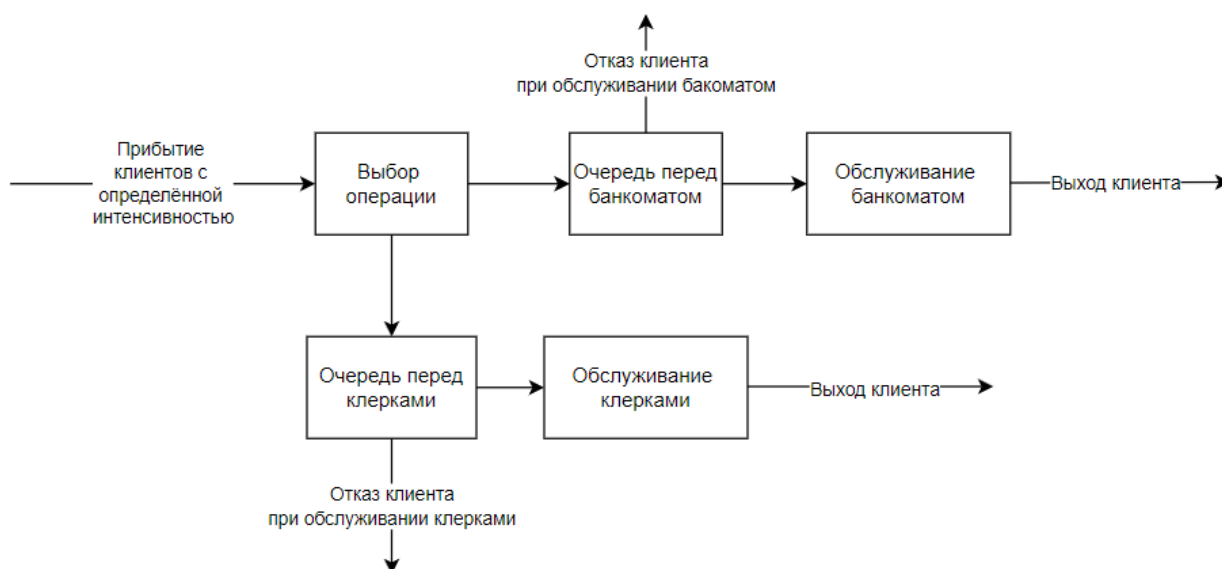 Отказ клиента
при обслуживании бакоматом
Прибытие
клиентов с
определённой
интенсивностью
Выбор
операции
Очередь перед
банкоматом
Обслуживание
банкоматом
Выход клиента
Очередь перед
клерками
Обслуживание
клерками
Выход клиента
Отказ клиента
при обслуживании клерками